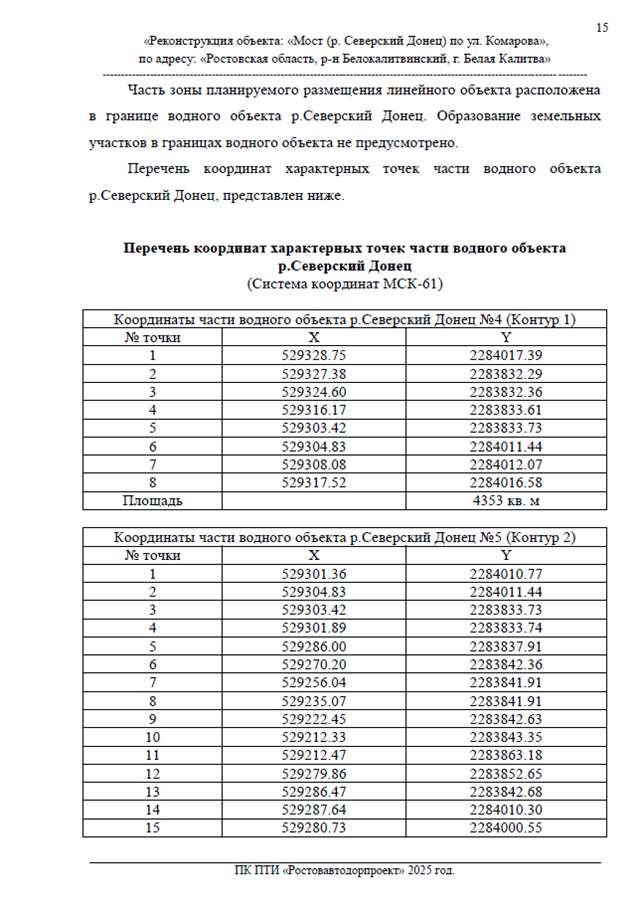 15
«Реконструкция объекта: «Мост (р. Северский Донец) по ул. Комарова»,
по адресу: «Ростовская область, р-н Белокалитвинский, г. Белая Калитва»
Часть зоны планируемого размещения линейного объекта расположена
в границе водного объекта р.Северский Донец. Образование земельных
участков в границах водного объекта не предусмотрено.
Перечень координат характерных точек части водного объекта
р.Северский Донец, представлен ниже.
Перечень координат характерных точек части водного объекта
р.Северский Донец
(Система координат МСК-61)
Координаты части водного объекта р.Северский Донец №4 (Контур 1)
№ точки X Y
1 529328.75 2284017.39
2 529327.38 2283832.29
3 529324.60 2283832.36
4 529316.17 2283833.61
5 529303.42 2283833.73
6 529304.83 2284011.44
7 529308.08 2284012.07
8 529317.52 2284016.58
Площадь 4353 кв. м
Координаты части водного объекта р.Северский Донец №5 (Контур 2)
№ точки X Y
1 529301.36 2284010.77
2 529304.83 2284011.44
3 529303.42 2283833.73
4 529301.89 2283833.74
5 529286.00 2283837.91
6 529270.20 2283842.36
7 529256.04 2283841.91
8 529235.07 2283841.91
9 529222.45 2283842.63
10 529212.33 2283843.35
11 529212.47 2283863.18
12 529279.86 2283852.65
13 529286.47 2283842.68
14 529287.64 2284010.30
15 529280.73 2284000.55
ПК ПТИ «Ростовавтодорпроект» 2025 год.